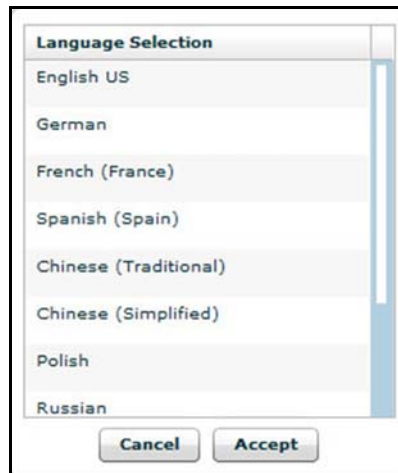 Language Selection
English US
German
French (France)
Spanish (Spain)
Chinese (Traditional)
Chinese (Simplified)
Polish
Russian
Cancel Accept